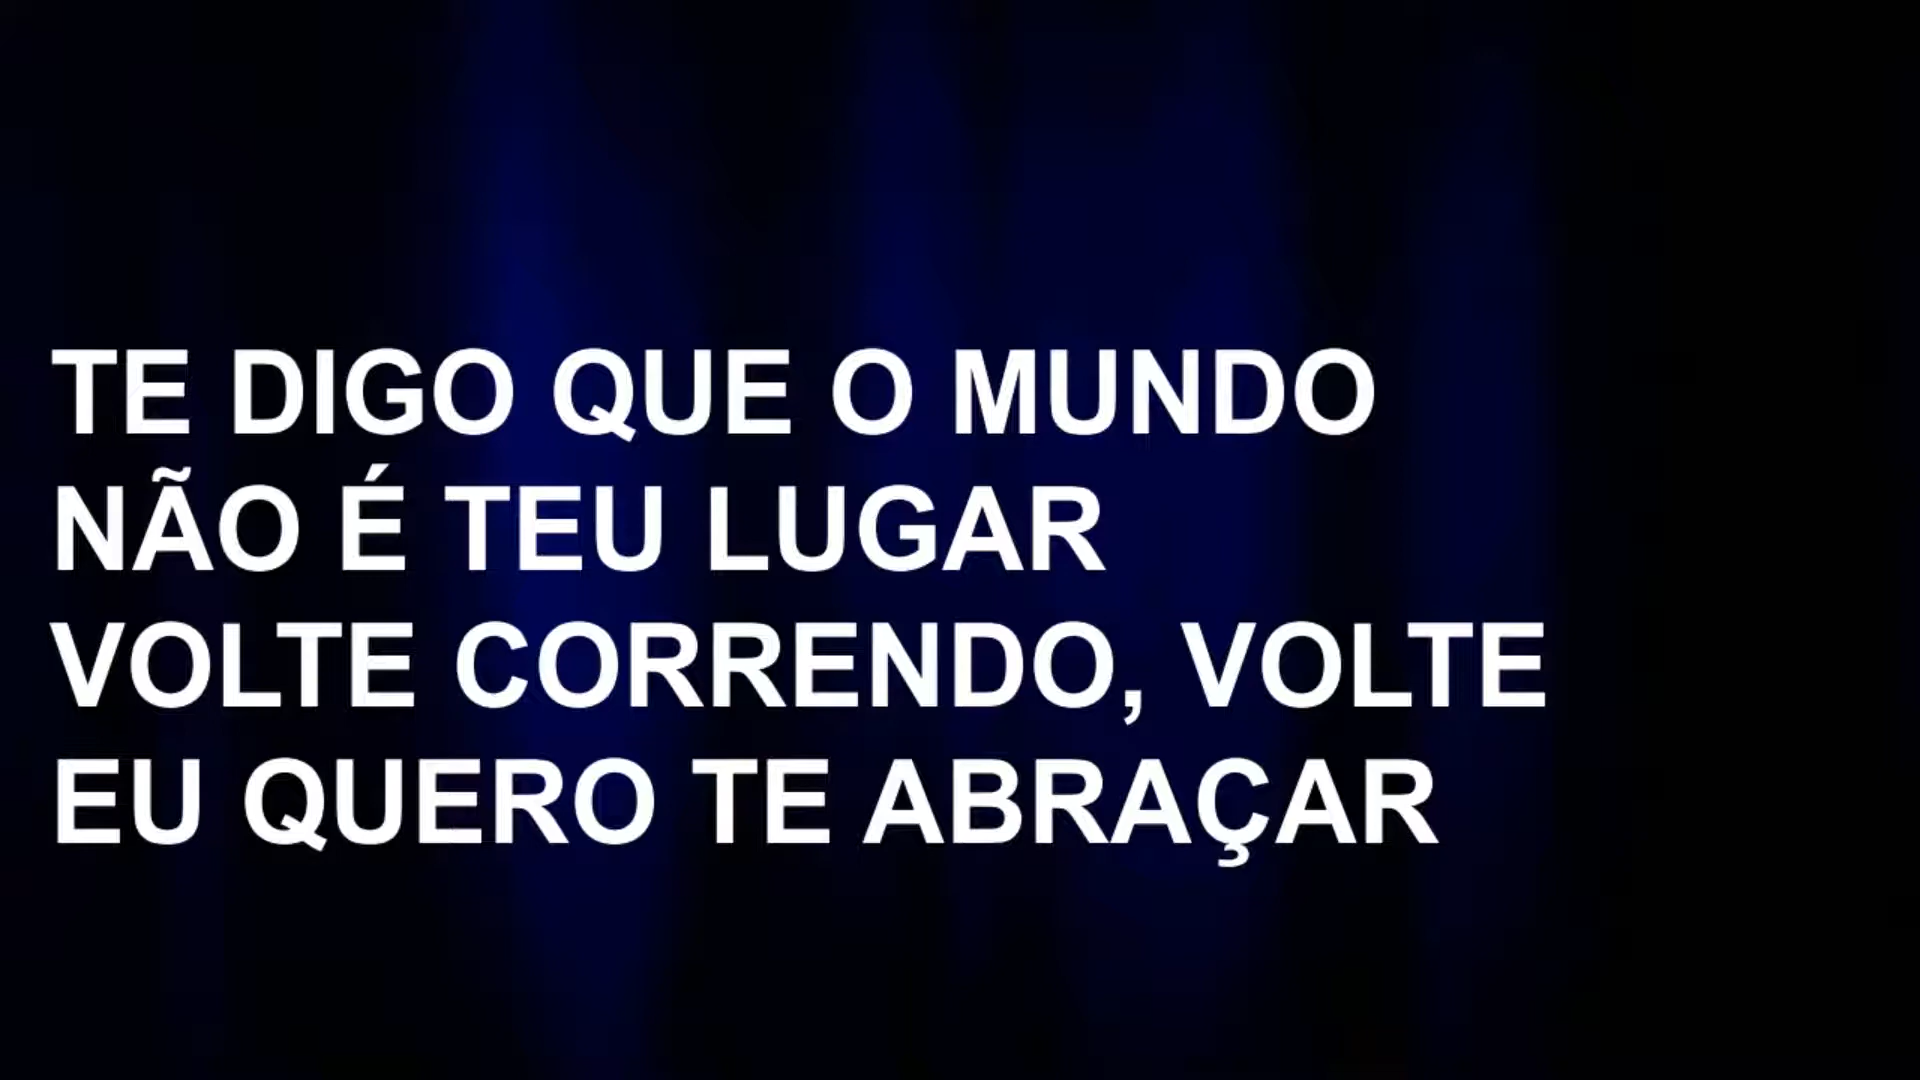 TE DIGO QUE O MUNDO
NÃO É TEU LUGAR
VOLTE CORRENDO, VOLTE
EU QUERO TE ABRAÇAR